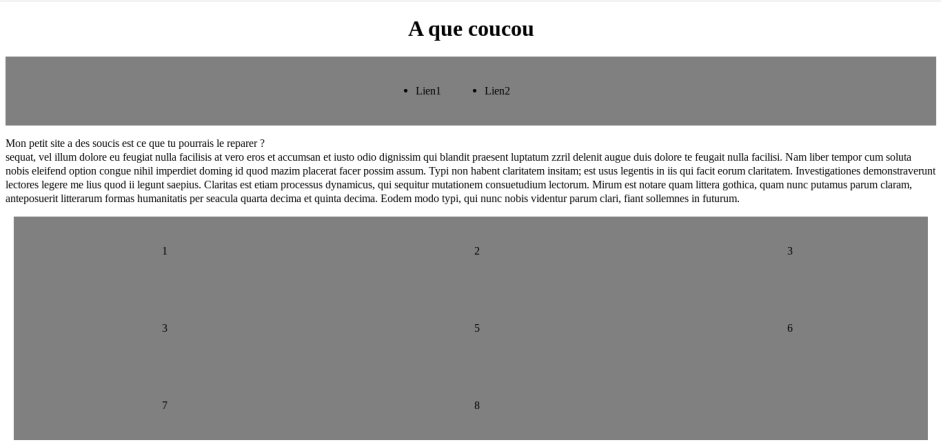 A que coucou
Lien1 Lien2
Mon petit site a des soucis est ce que tu pourrais le reparer ?
sequat, vel illum dolore eu feugiat nulla facilisis at vero eros et accumsan et iusto odio dignissim qui blandit praesent luptatum zzril delenit augue duis dolore te feugait nulla facilisi. Nam liber tempor cum soluta
nobis eleifend option congue nihil imperdiet doming id quod mazim placerat facer possim assum. Typi non habent claritatem insitam; est usus legentis in iis qui facit eorum claritatem. Investigationes demonstraverunt
lectores legere me lius quod ii legunt saepius. Claritas est etiam processus dynamicus, qui sequitur mutationem consuetudium lectorum. Mirum est notare quam littera gothica, quam nunc putamus parum claram,
anteposuerit litterarum formas humanitatis per seacula quarta decima et quinta decima. Eodem modo typi, qui nunc nobis videntur parum clari, fiant sollemnes in futurum.
1 2 3
3 5 6
7 8